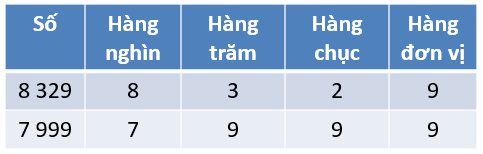 Số Hàng nghìn Hàng trăm Hàng chục Hàng đơn vị
8 329 8 3 2 9
7 999 7 9 9 9